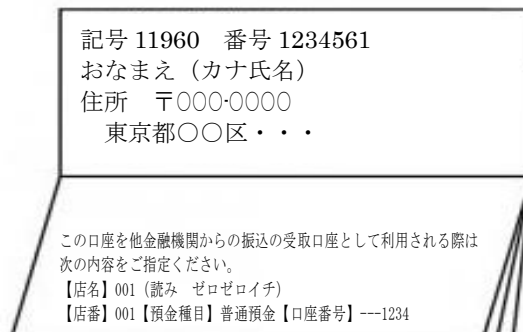 記号 11960　番号 1234561
おなまえ（カナ氏名）
住所　〒000-0000
東京都○○区・・・
この口座を他金融機関からの振込の受取口座として利用される際は
次の内容をご指定ください。
【店名】001（読み　ゼロゼロイチ）
【店番】001【預金種目】普通預金【口座番号】---1234